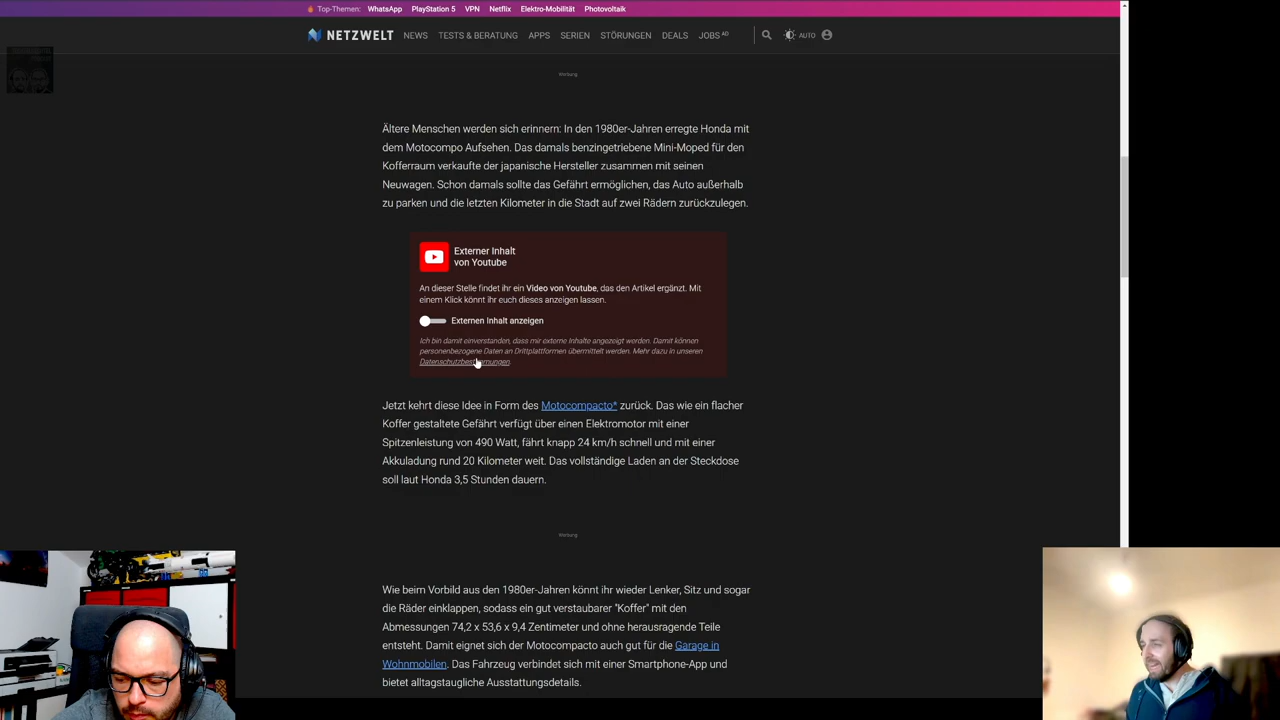 Top-Themen: WhatsApp PlayStation 5 VPN Netflix Elektro-Mobilität Photovoltaik
NETZWELT NEWS TESTS & BERATUNG APPS SERIEN STÖRUNGEN DEALS JOBS AD AUTO
Werbung
Ältere Menschen werden sich erinnern: In den 1980er-Jahren erregte Honda mit
dem Motocompo Aufsehen. Das damals benzingetriebene Mini-Moped für den
Kofferraum verkaufte der japanische Hersteller zusammen mit seinen
Neuwagen. Schon damals sollte das Gefährt ermöglichen, das Auto außerhalb
zu parken und die letzten Kilometer in die Stadt auf zwei Rädern zurückzulegen.
Externer Inhalt
von Youtube
An dieser Stelle findet ihr ein Video von Youtube, das den Artikel ergänzt. Mit
einem Klick könnt ihr euch dieses anzeigen lassen.
Externen Inhalt anzeigen
Ich bin damit einverstanden, dass mir externe Inhalte angezeigt werden. Damit können
personenbezogene Daten an Drittplattformen übermittelt werden. Mehr dazu in unseren
Datenschutzbestimmungen.
Jetzt kehrt diese Idee in Form des Motocompacto* zurück. Das wie ein flacher
Koffer gestaltete Gefährt verfügt über einen Elektromotor mit einer
Spitzenleistung von 490 Watt, fährt knapp 24 km/h schnell und mit einer
Akkuladung rund 20 Kilometer weit. Das vollständige Laden an der Steckdose
soll laut Honda 3,5 Stunden dauern.
Werbung
Wie beim Vorbild aus den 1980er-Jahren könnt ihr wieder Lenker, Sitz und sogar
die Räder einklappen, sodass ein gut verstaubarer "Koffer" mit den
Abmessungen 74,2 x 53,6 x 9,4 Zentimeter und ohne herausragende Teile
entsteht. Damit eignet sich der Motocompacto auch gut für die Garage in
Wohnmobilen. Das Fahrzeug verbindet sich mit einer Smartphone-App und
bietet alltagstaugliche Ausstattungsdetails.